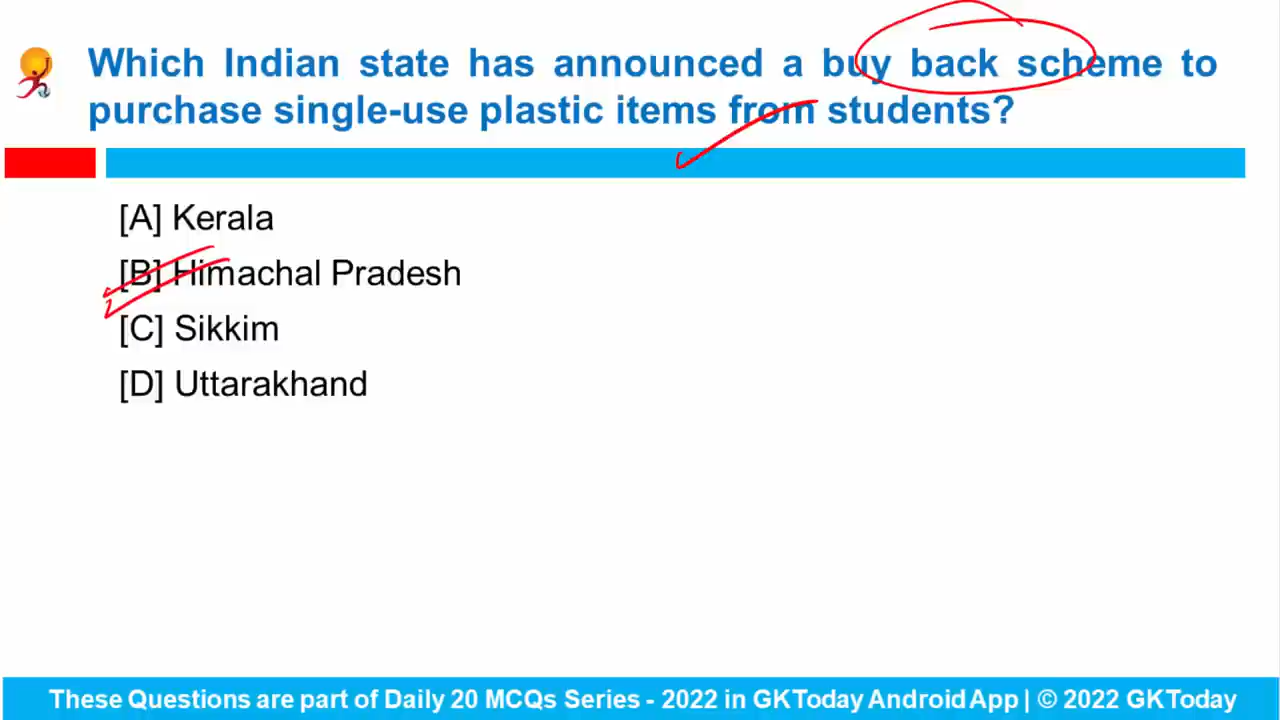 Which Indian state has announced a buy back scheme to
purchase single-use plastic items from students?
[A] Kerala
[B] Himachal Pradesh
[C] Sikkim
[D] Uttarakhand
These Questions are part of Daily 20 MCQs Series - 2022 in GKToday Android App | © 2022 GKToday